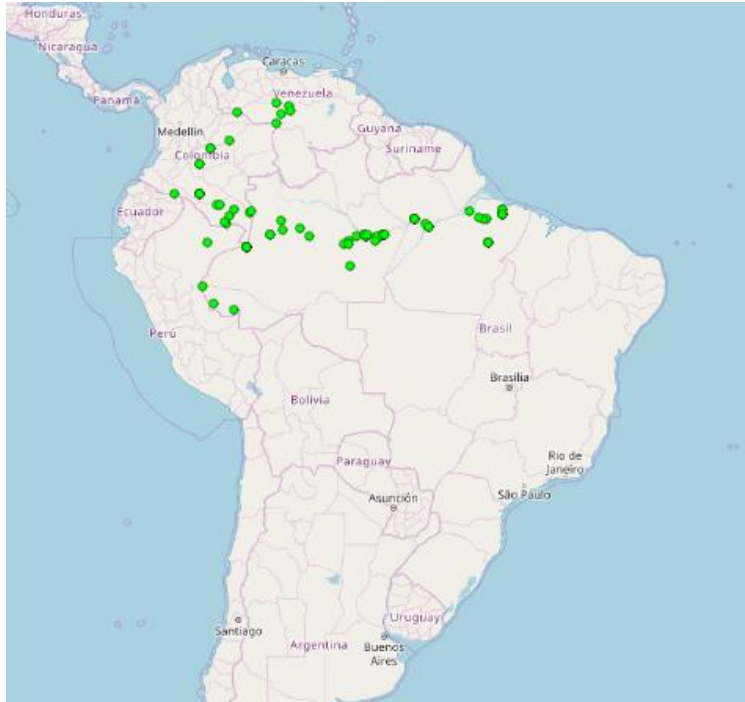 Honduras
Nicaragua
Panamá
Caracas
Venezuela
Medellín
Guyana
Suriname
Colombia
Ecuador
Perú
Brasil
Brasília
Bolivia
Rio de
Janeiro
Paraguay
São Paulo
Asunción
Uruguay
Santiago
Argentina
Buenos
Aires